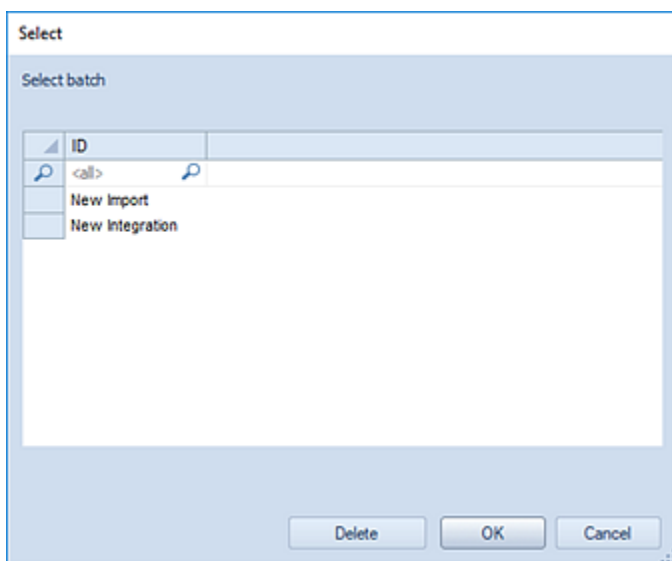 Select
Select batch
ID
<all>
New Import
New Integration
Delete OK Cancel